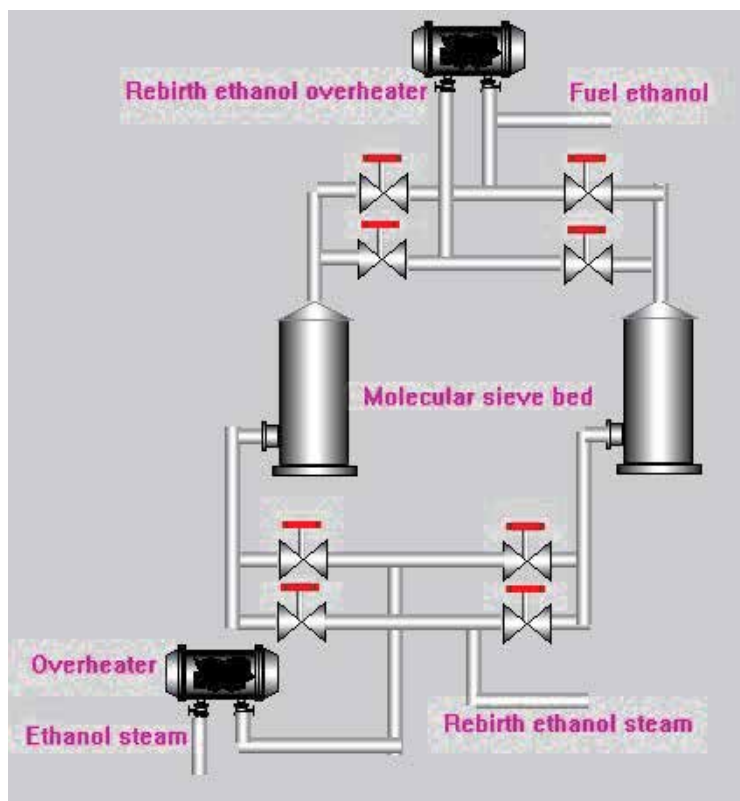 Rebirth ethanol overheater
Fuel ethanol
Molecular sieve bed
Overheater
Ethanol steam
Rebirth ethanol steam